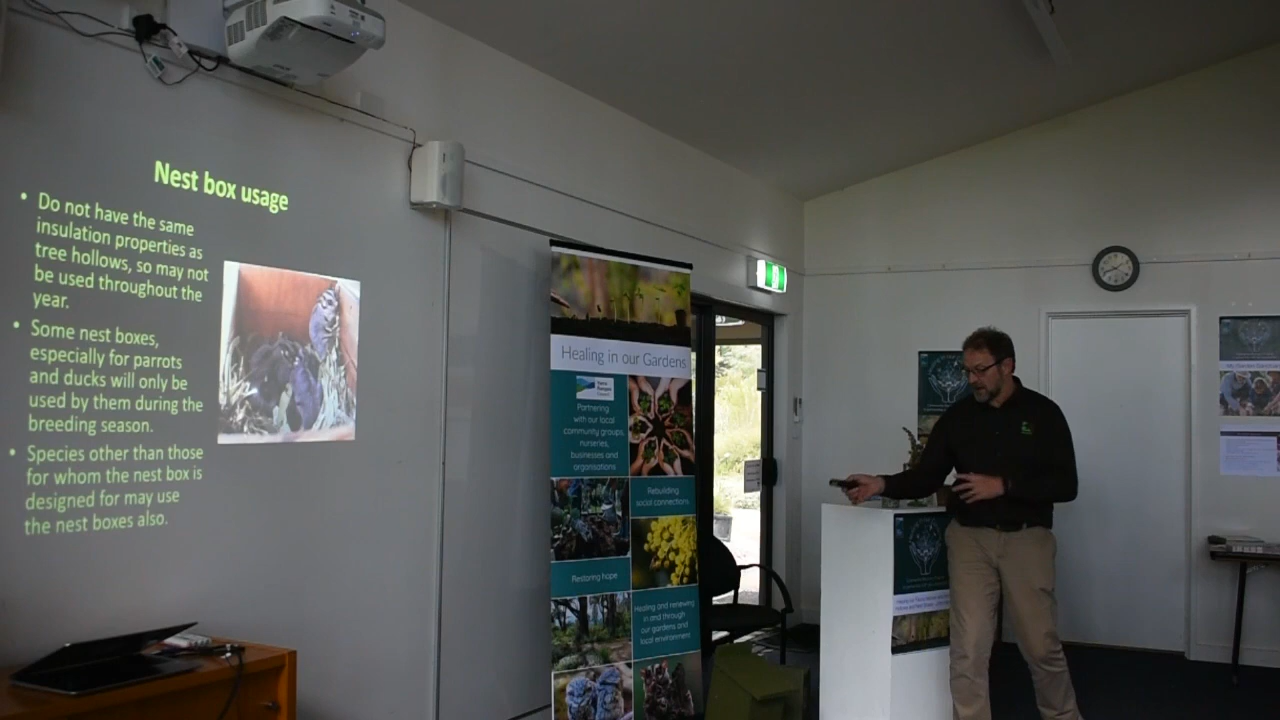 Nest box usage
• Do not have the same
insulation properties as
tree hollows, so may not
be used throughout the
year.
• Some nest boxes,
especially for parrots
and ducks will only be
used by them during the
breeding season.
• Species other than those
for whom the nest box is
designed for may use
the nest boxes also.
Healing in our Gardens
Partnering
with our local
community groups,
nurseries,
businesses and
organisations
Rebuilding
social connections
Restoring hope
Healing and renewing
in and through
our gardens and
local environment